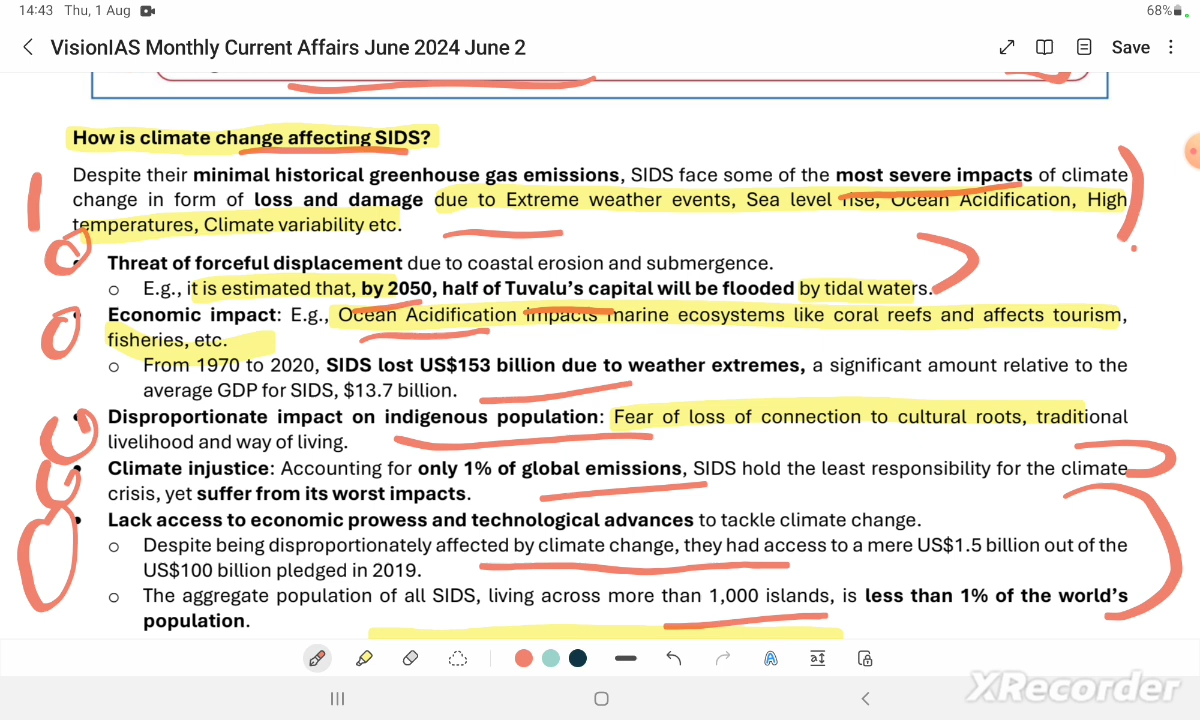 14:43 Thu, 1 Aug
68%
VisionIAS Monthly Current Affairs June 2024 June 2
Save
How is climate change affecting SIDS?
Despite their minimal historical greenhouse gas emissions, SIDS face some of the most severe impacts of climate
change in form of loss and damage due to Extreme weather events, Sea level rise, Ocean Acidification, High
temperatures, Climate variability etc.
Threat of forceful displacement due to coastal erosion and submergence.
o E.g., it is estimated that, by 2050, half of Tuvalu's capital will be flooded by tidal waters.
Economic impact: E.g., Ocean Acidification impacts marine ecosystems like coral reefs and affects tourism,
fisheries, etc.
o From 1970 to 2020, SIDS lost US$153 billion due to weather extremes, a significant amount relative to the
average GDP for SIDS, $13.7 billion.
Disproportionate impact on indigenous population: Fear of loss of connection to cultural roots, traditional
livelihood and way of living.
Climate injustice: Accounting for only 1% of global emissions, SIDS hold the least responsibility for the climate
crisis, yet suffer from its worst impacts.
Lack access to economic prowess and technological advances to tackle climate change.
o Despite being disproportionately affected by climate change, they had access to a mere US$1.5 billion out of the
US$100 billion pledged in 2019.
o The aggregate population of all SIDS, living across more than 1,000 islands, is less than 1% of the world's
population.
XRecorder